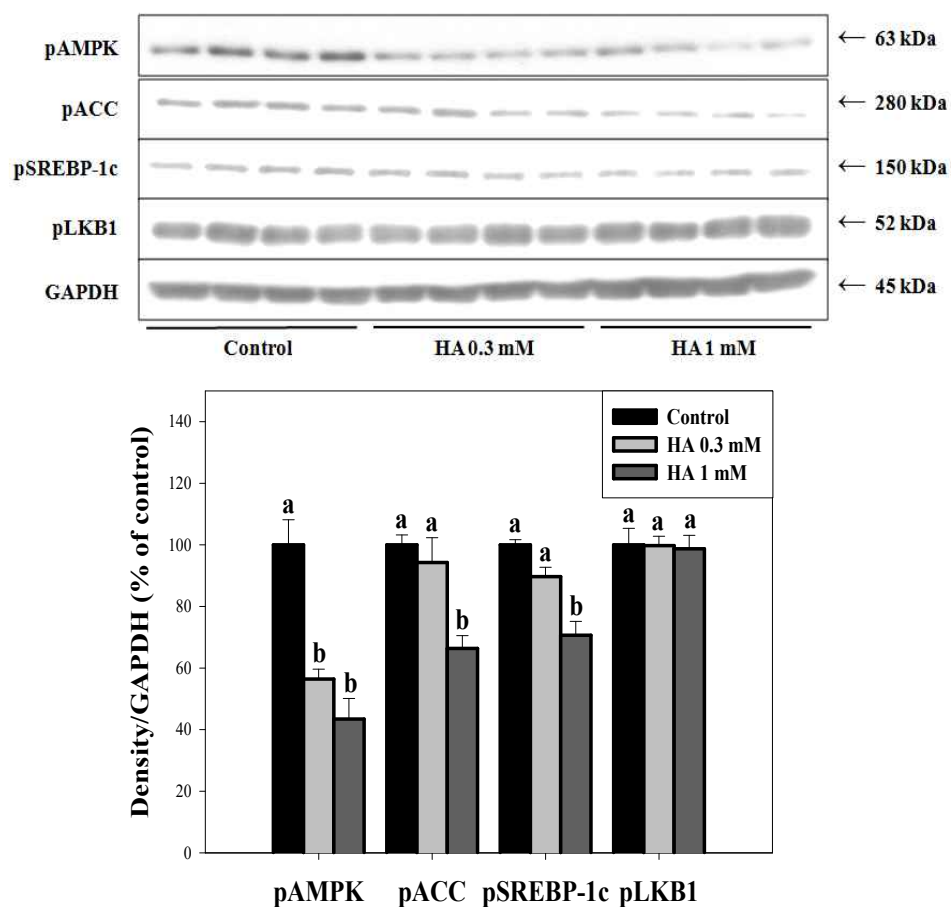 pAMPK ← 63 kDa
pACC ← 280 kDa
pSREBP-1c ← 150 kDa
pLKB1 ← 52 kDa
GAPDH ← 45 kDa
Control HA 0.3 mM HA 1 mM
Density/GAPDH (% of control)
140
120
100
80
60
40
20
0
Control
HA 0.3 mM
HA 1 mM
a b b
a a b
a a b
a a a
pAMPK pACC pSREBP-1c pLKB1